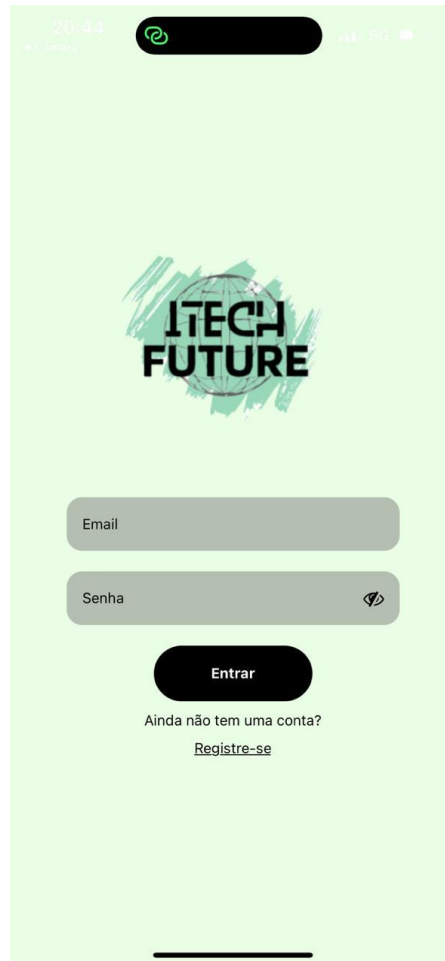 20:44
5G
ITECH
FUTURE
Email
Senha
Entrar
Ainda não tem uma conta?
Registre-se